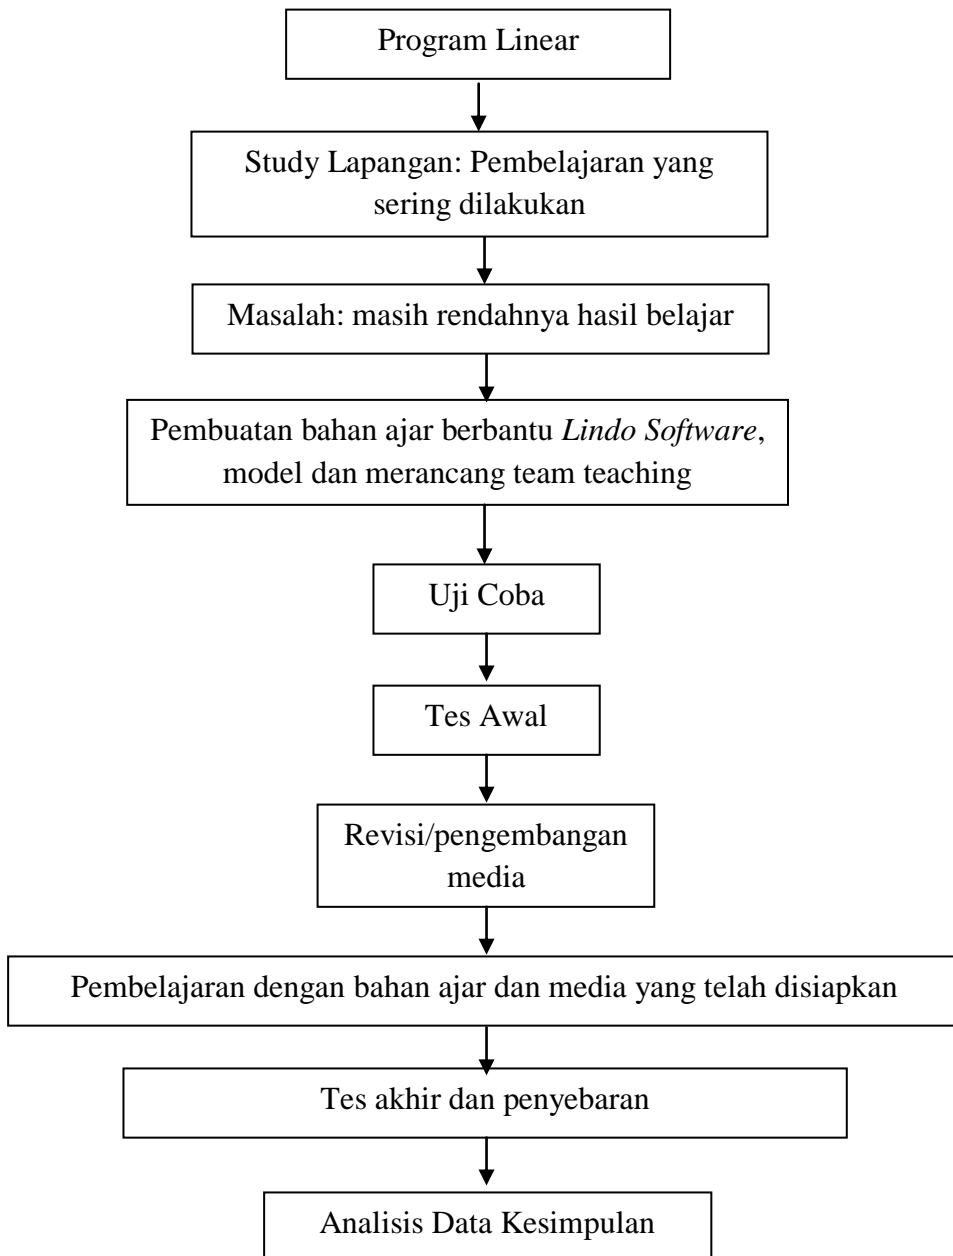 Program Linear
Study Lapangan: Pembelajaran yang
sering dilakukan
Masalah: masih rendahnya hasil belajar
Pembuatan bahan ajar berbantu Lindo Software,
model dan merancang team teaching
Uji Coba
Tes Awal
Revisi/pengembangan
media
Pembelajaran dengan bahan ajar dan media yang telah disiapkan
Tes akhir dan penyebaran
Analisis Data Kesimpulan